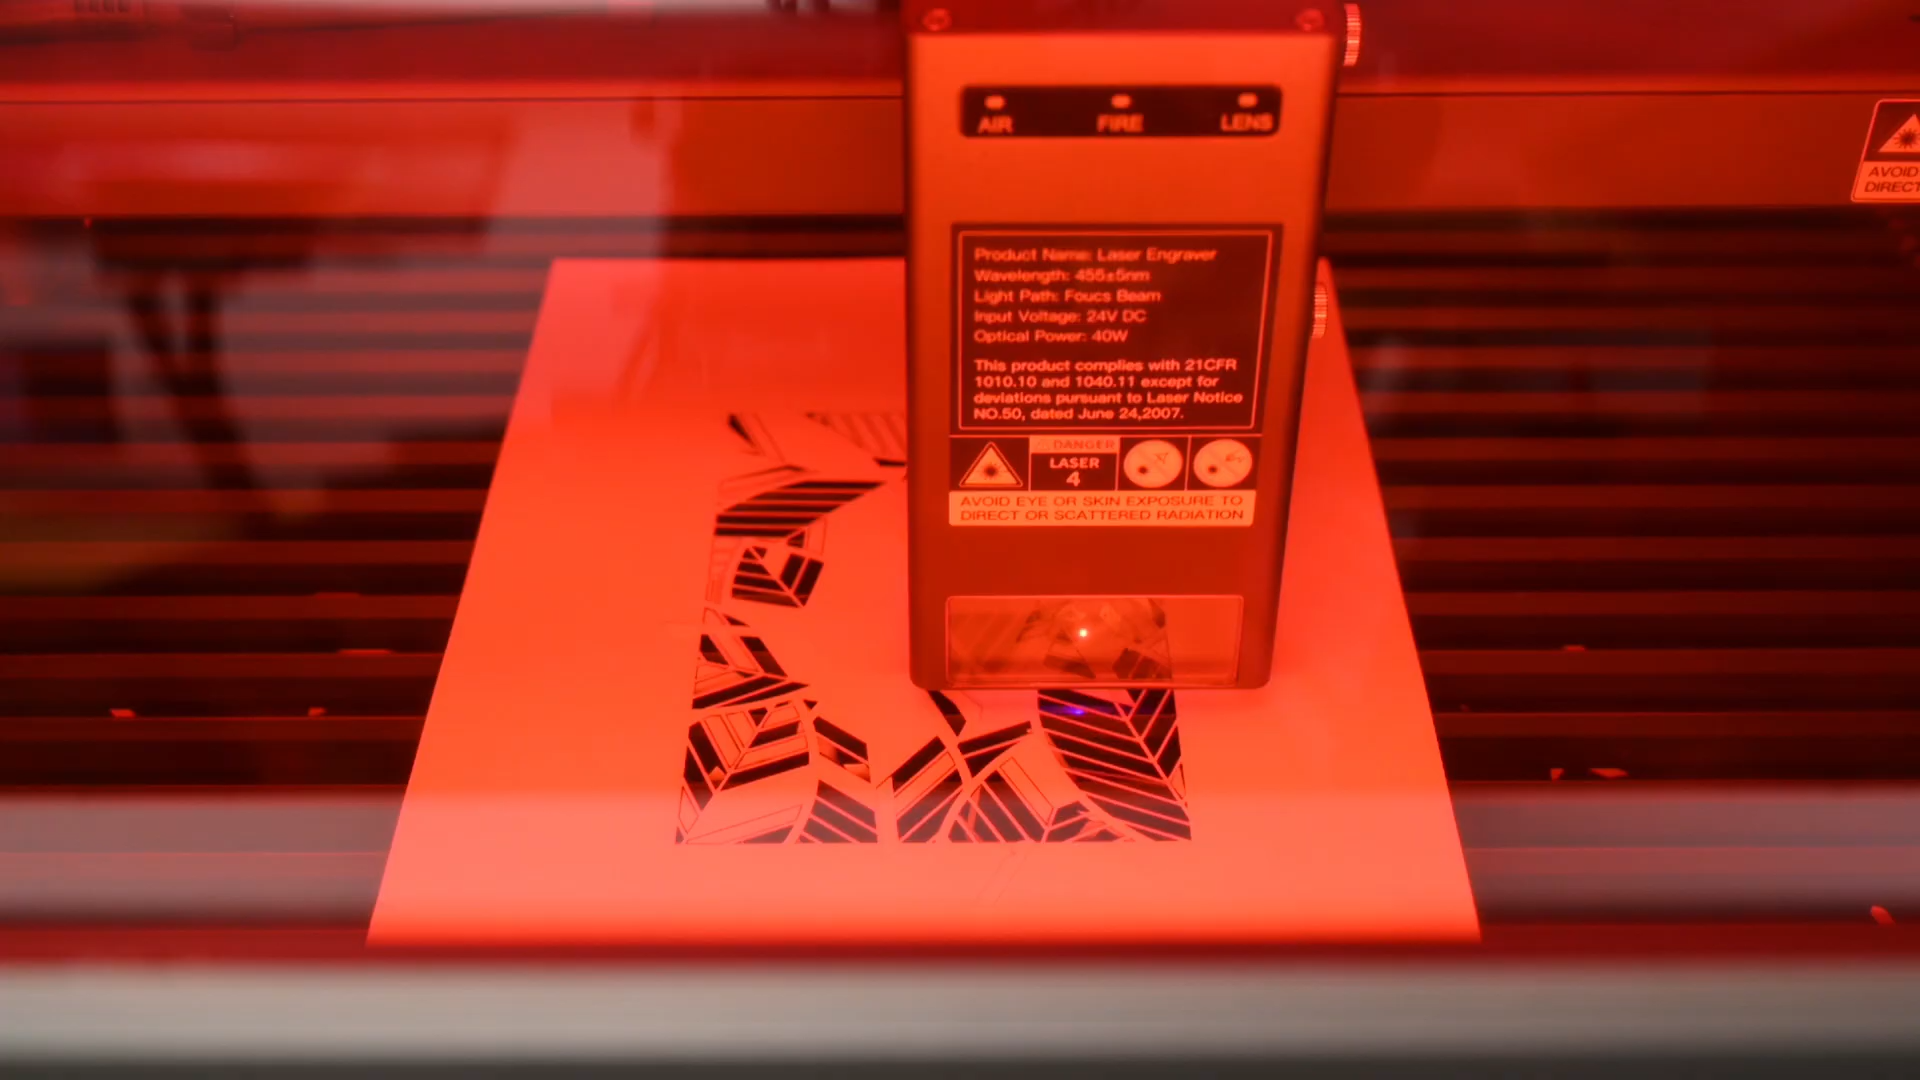 AIR FIRE LENS
AVOID
DIRECT
Product Name: Laser Engraver
Wavelength: 455±5nm
Light Path: Foucs Beam
Input Voltage: 24V DC
Optical Power: 40W
This product complies with 21CFR
1010.10 and 1040.11 except for
deviations pursuant to Laser Notice
NO.50, dated June 24,2007.
DANGER
LASER
4
AVOID EYE OR SKIN EXPOSURE TO
DIRECT OR SCATTERED RADIATION